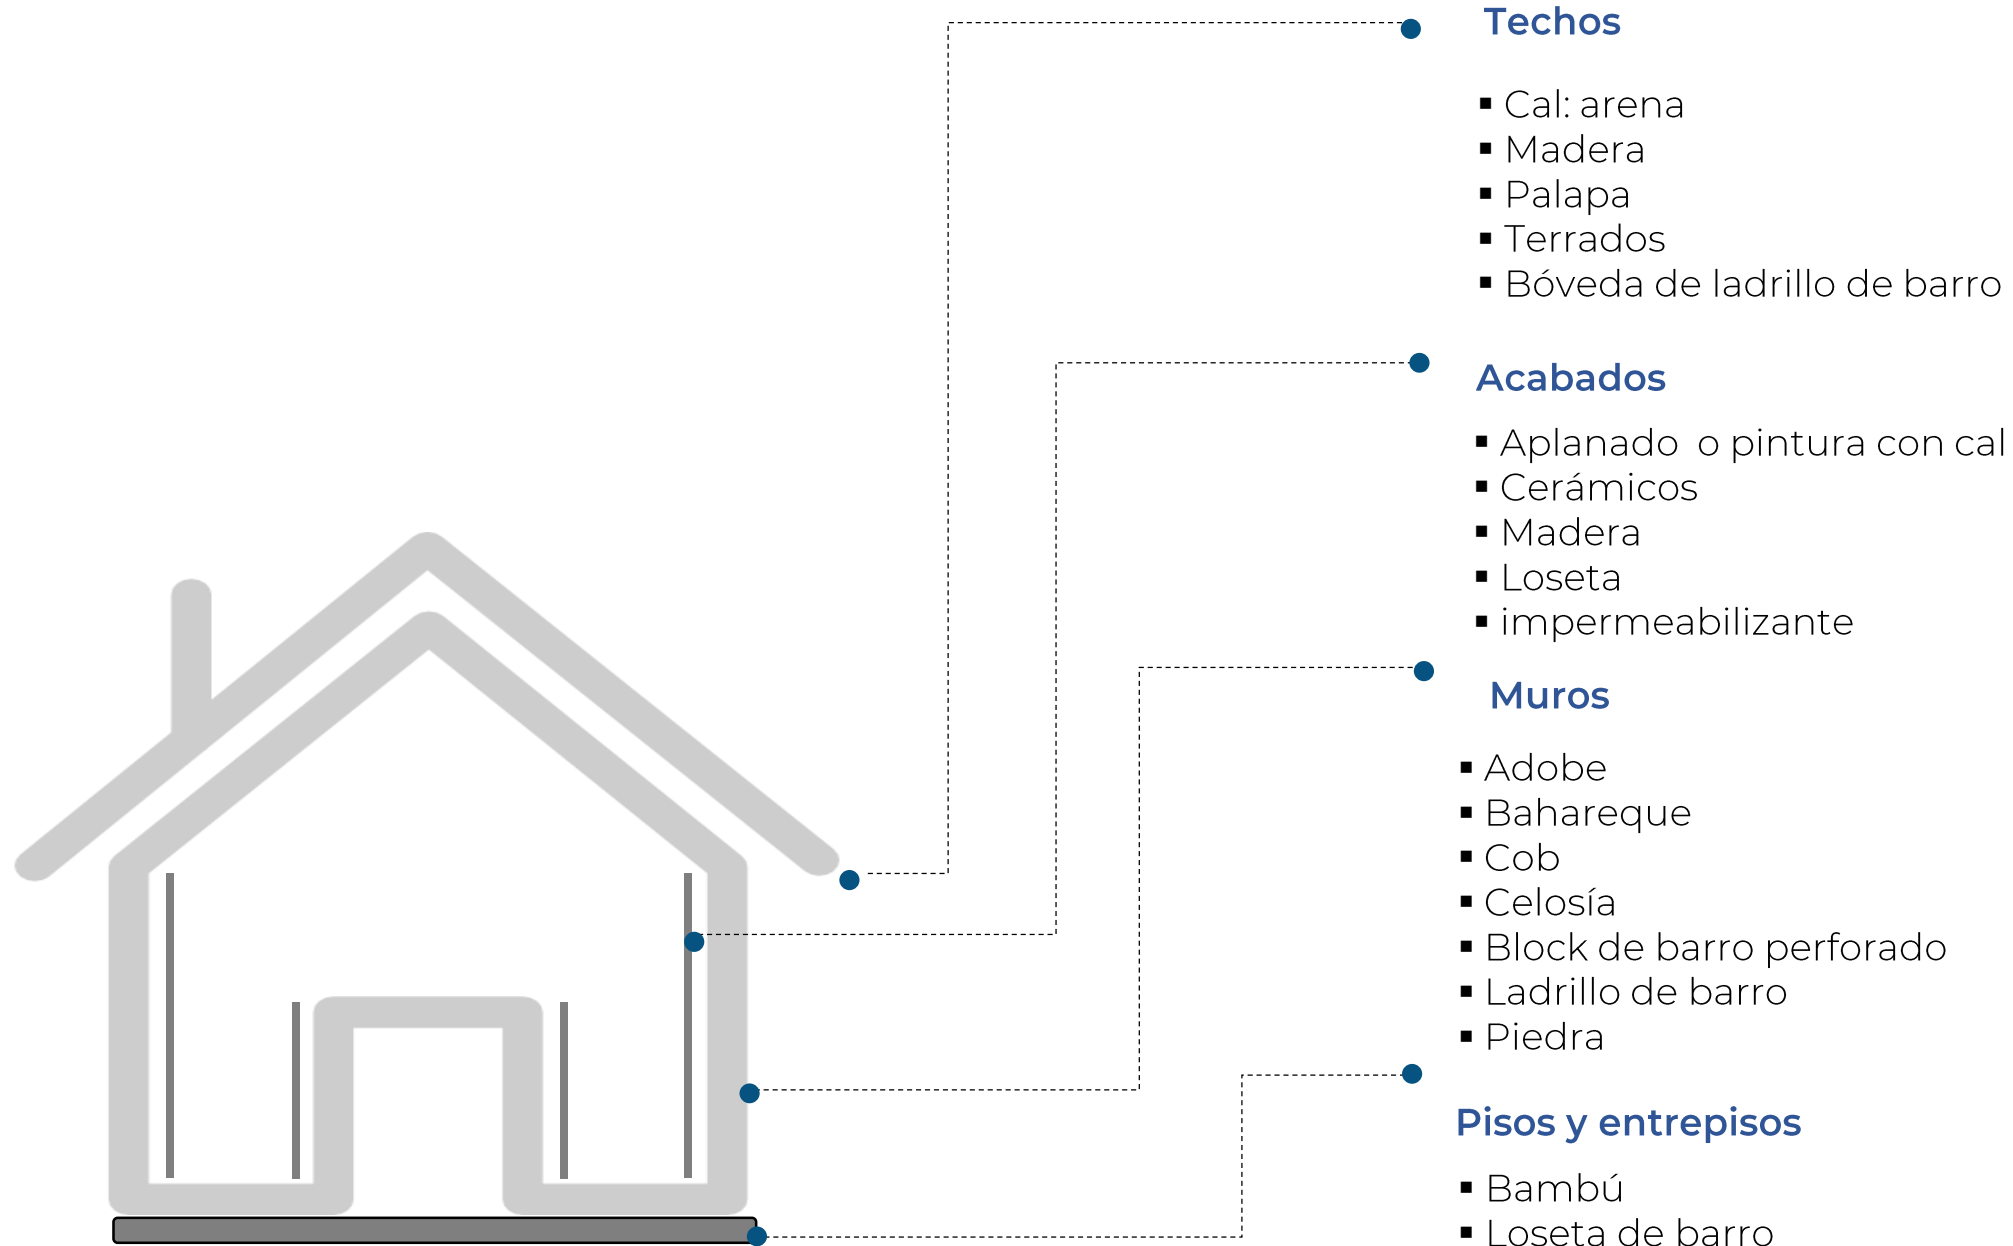 Techos
▪ Cal: arena
▪ Madera
▪ Palapa
▪ Terrados
▪ Bóveda de ladrillo de barro
Acabados
▪ Aplanado  o pintura con cal
▪ Cerámicos
▪ Madera
▪ Loseta
▪ impermeabilizante
Muros
▪ Adobe
▪ Bahareque
▪ Cob
▪ Celosía
▪ Block de barro perforado
▪ Ladrillo de barro
▪ Piedra
Pisos y entrepisos
▪ Bambú
▪ Loseta de barro